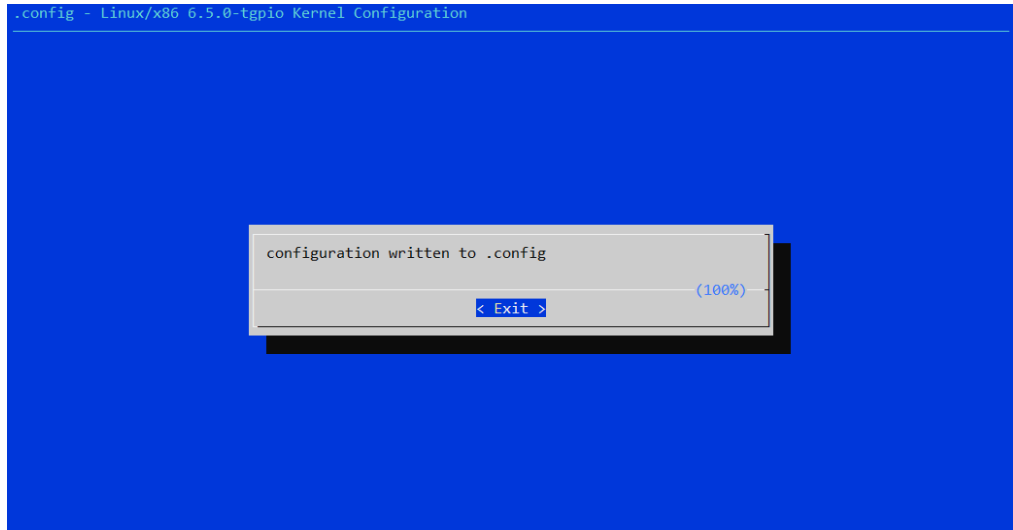 .config - Linux/x86 6.5.0-tgpio Kernel Configuration
configuration written to .config
(100%)
< Exit >